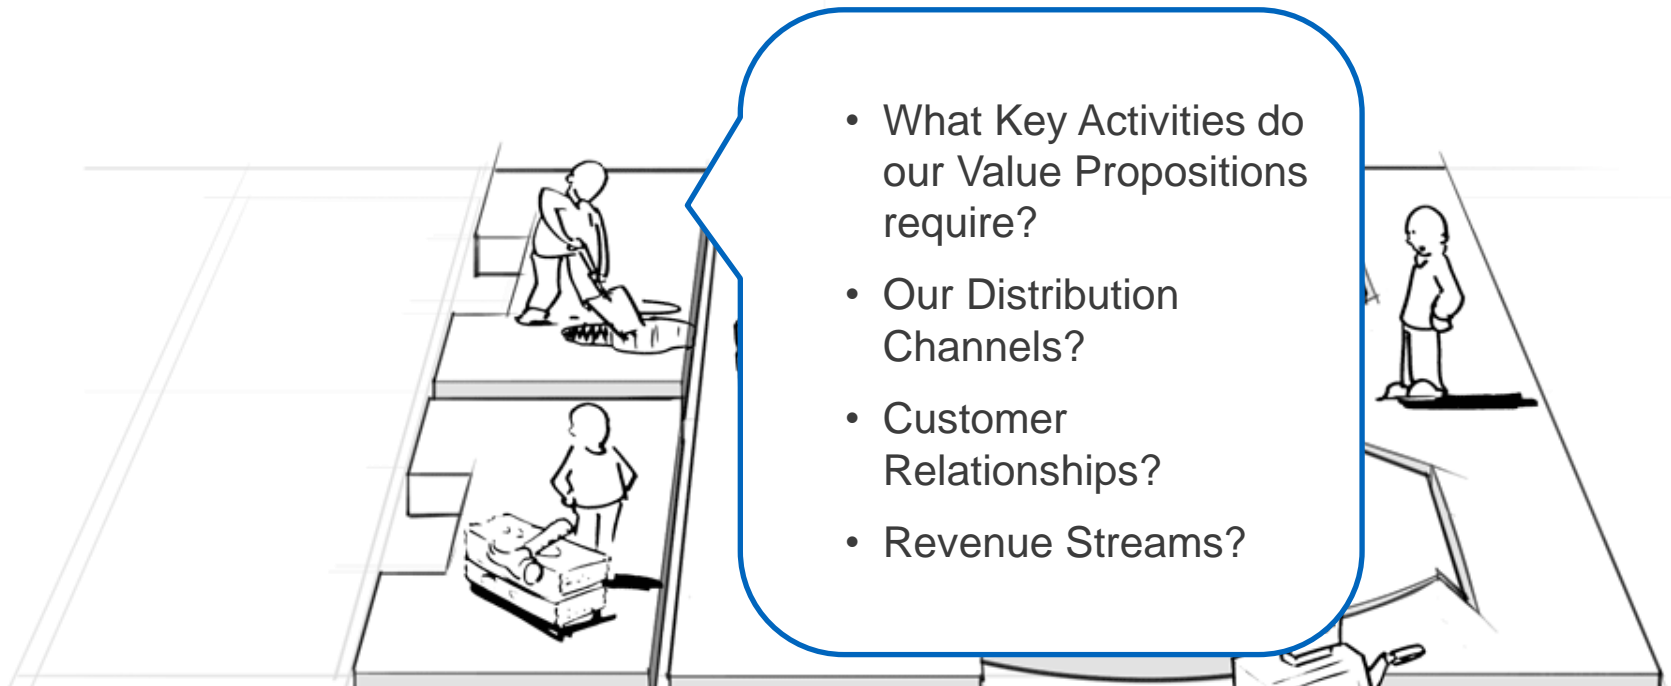 • What Key Activities do
our Value Propositions
require?
• Our Distribution
Channels?
• Customer
Relationships?
• Revenue Streams?